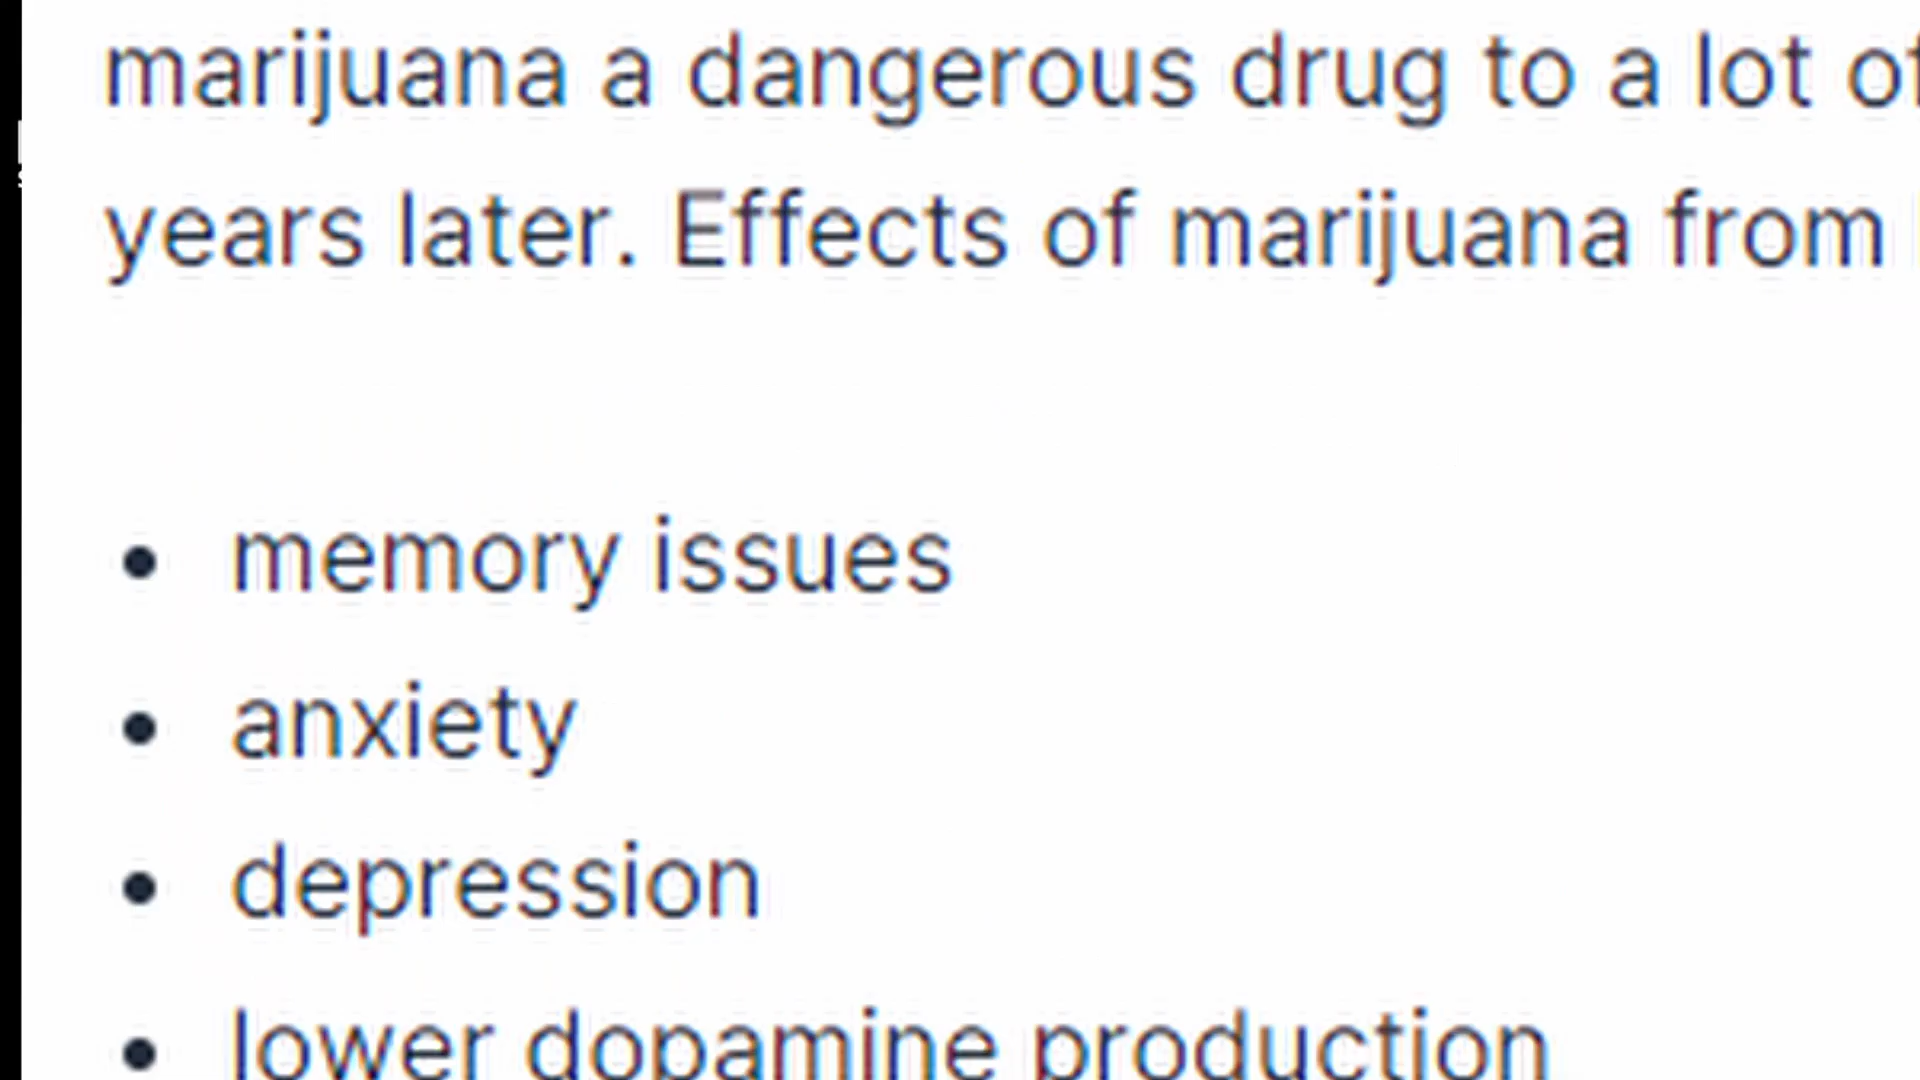 marijuana a dangerous drug to a lot of
years later. Effects of marijuana from
• memory issues
• anxiety
• depression
• lower dopamine production